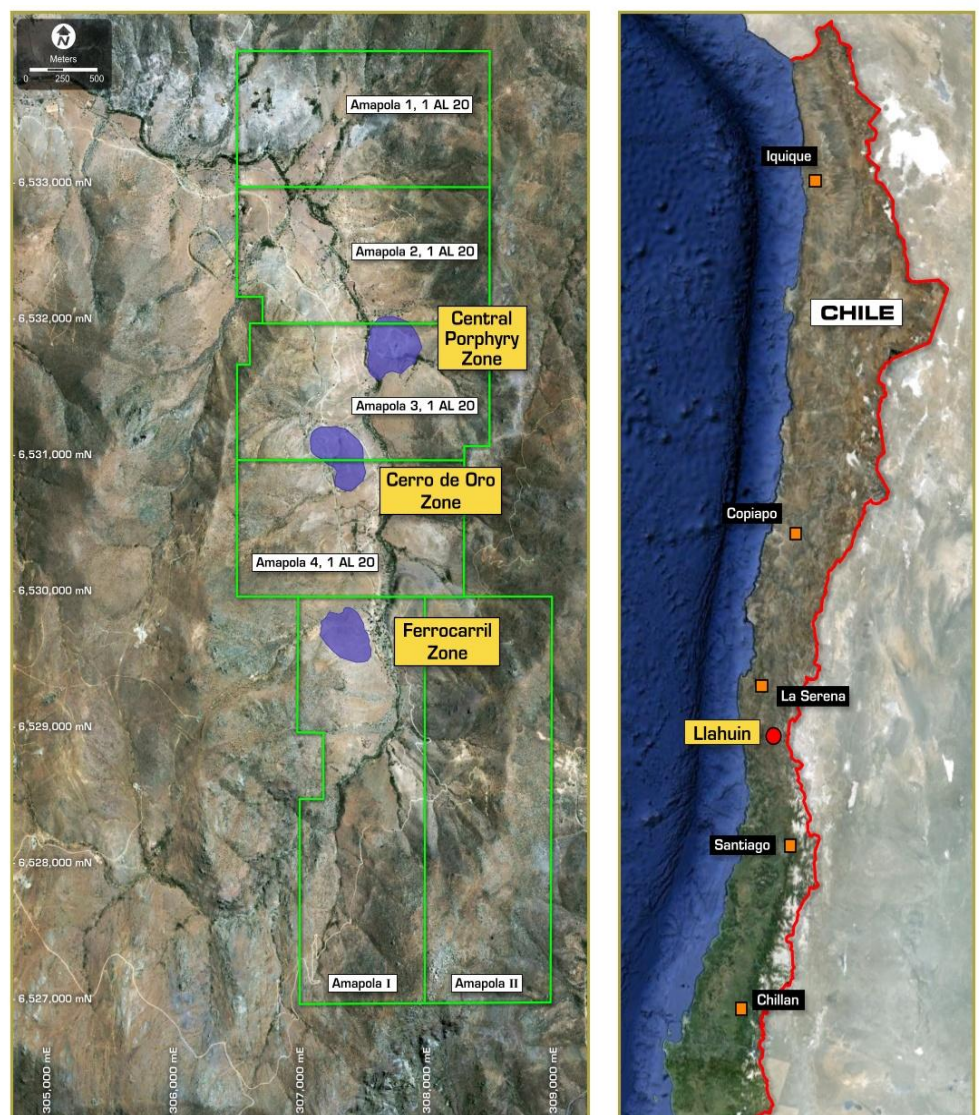 N
Meters
0 250 500
Amapola 1, 1 AL 20
6,533,000 mN
Amapola 2, 1 AL 20
6,532,000 mN
Central
Porphyry
Zone
Amapola 3, 1 AL 20
6,531,000 mN
Cerro de Oro
Zone
Amapola 4, 1 AL 20
6,530,000 mN
Ferrocarril
Zone
6,529,000 mN
6,528,000 mN
6,527,000 mN
Amapola I
Amapola II
305,000 mE
306,000 mE
307,000 mE
308,000 mE
309,000 mE
Iquique
CHILE
Copiapo
La Serena
Llahuin
Santiago
Chillan